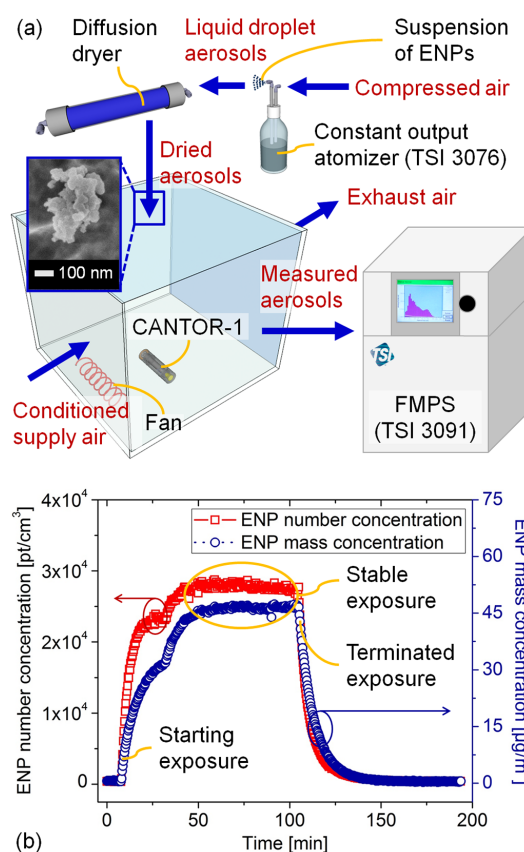 (a)
Diffusion
dryer
Liquid droplet
aerosols
Suspension
of ENPs
Compressed air
Constant output
atomizer (TSI 3076)
Dried
aerosols
Exhaust air
100 nm
Measured
aerosols
CANTOR-1
TSI
Conditioned
supply air
Fan
FMPS
(TSI 3091)
ENP number concentration [pt/cm³]
4x10⁴
3x10⁴
2x10⁴
1x10⁴
0
ENP number concentration
ENP mass concentration
Stable
exposure
Terminated
exposure
Starting
exposure
75
60
45
30
15
0
ENP mass concentration [µg/m
0
50
100
150
200
Time [min]
(b)